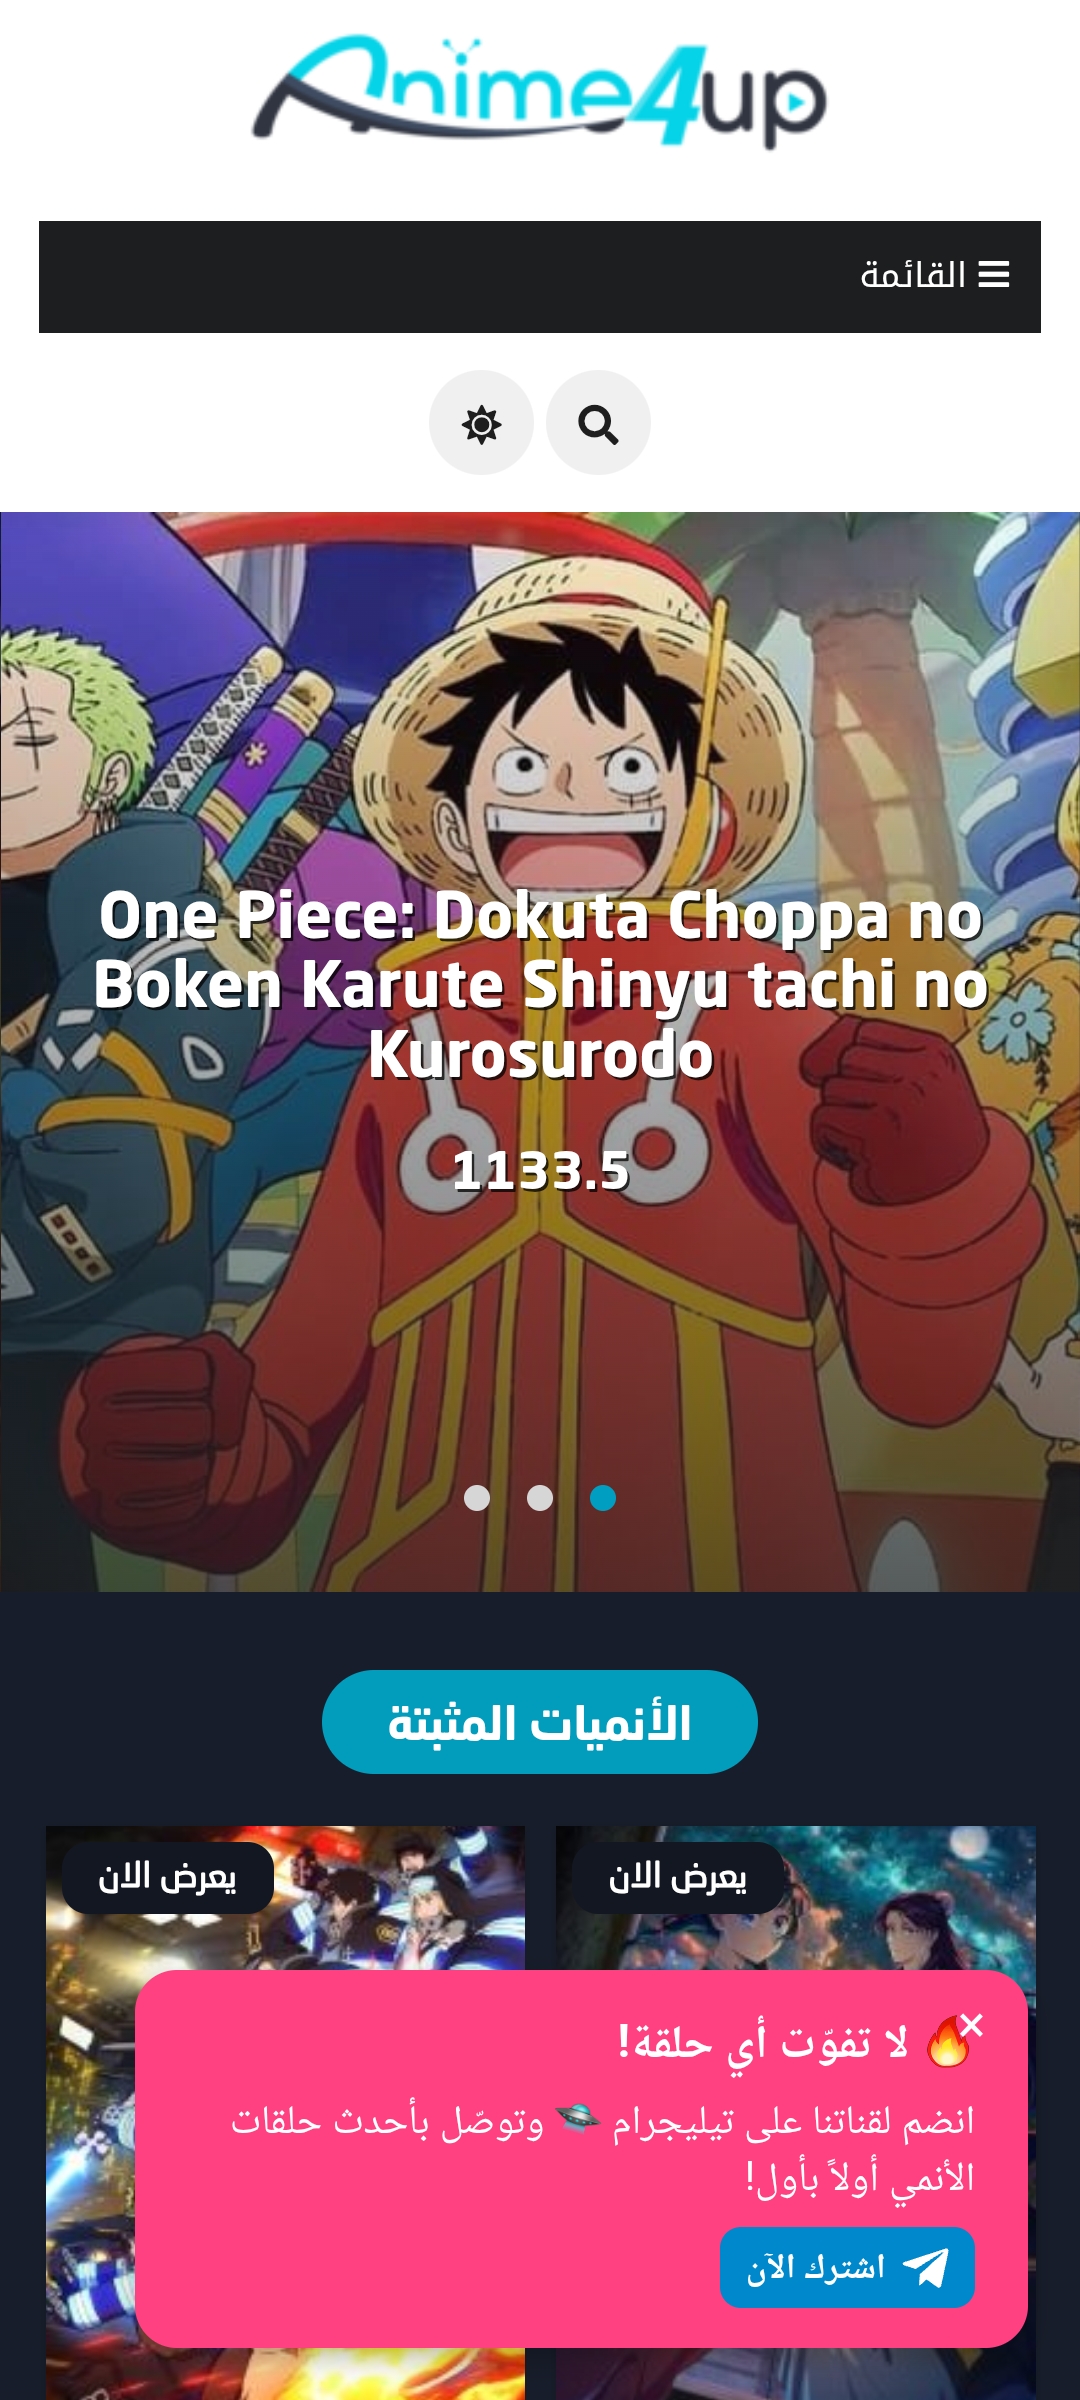 Anime4up
القائمة
One Piece: Dokuta Choppa no
Boken Karute Shinyu tachi no
Kurosurodo
1133.5
الأنميات المثبتة
يعرض الان
يعرض الان
🔥 لا تفوّت أي حلقة!
انضم لقناتنا على تيليجرام 🛸 وتوصّل بأحدث حلقات
الأنمي أولاً بأول!
اشترك الآن